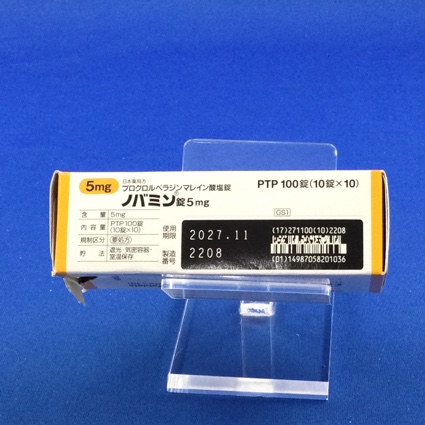 5mg
日本薬局方
プロクロルペラジンマレイン酸塩錠
ノバミン®錠5mg
PTP 100錠(10錠×10)
含量 5mg
内容量 PTP100錠
(10錠×10)
規制区分 要処方
貯法 遮光・気密容器・
室温保存
使用
期限 2027.11
製造
番号 2208
GS1
(17)271100(10)2208
(01)14987058201036